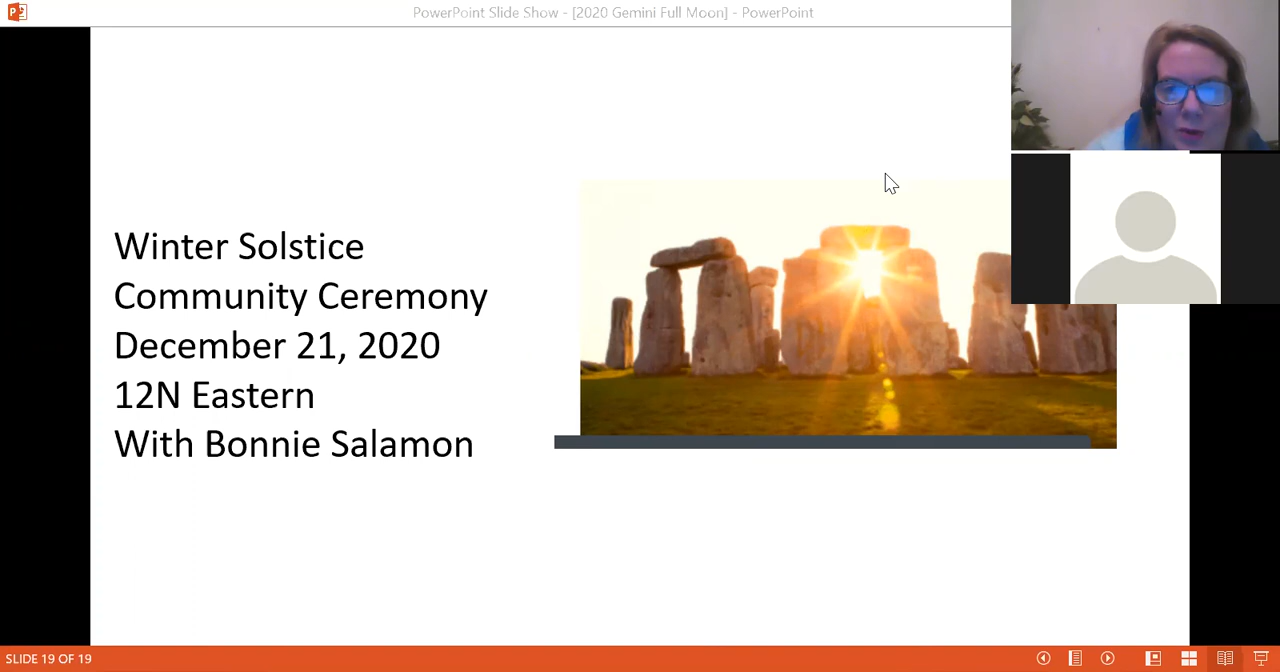 PowerPoint Slide Show - [2020 Gemini Full Moon] - PowerPoint
Winter Solstice
Community Ceremony
December 21, 2020
12N Eastern
With Bonnie Salamon
SLIDE 19 OF 19